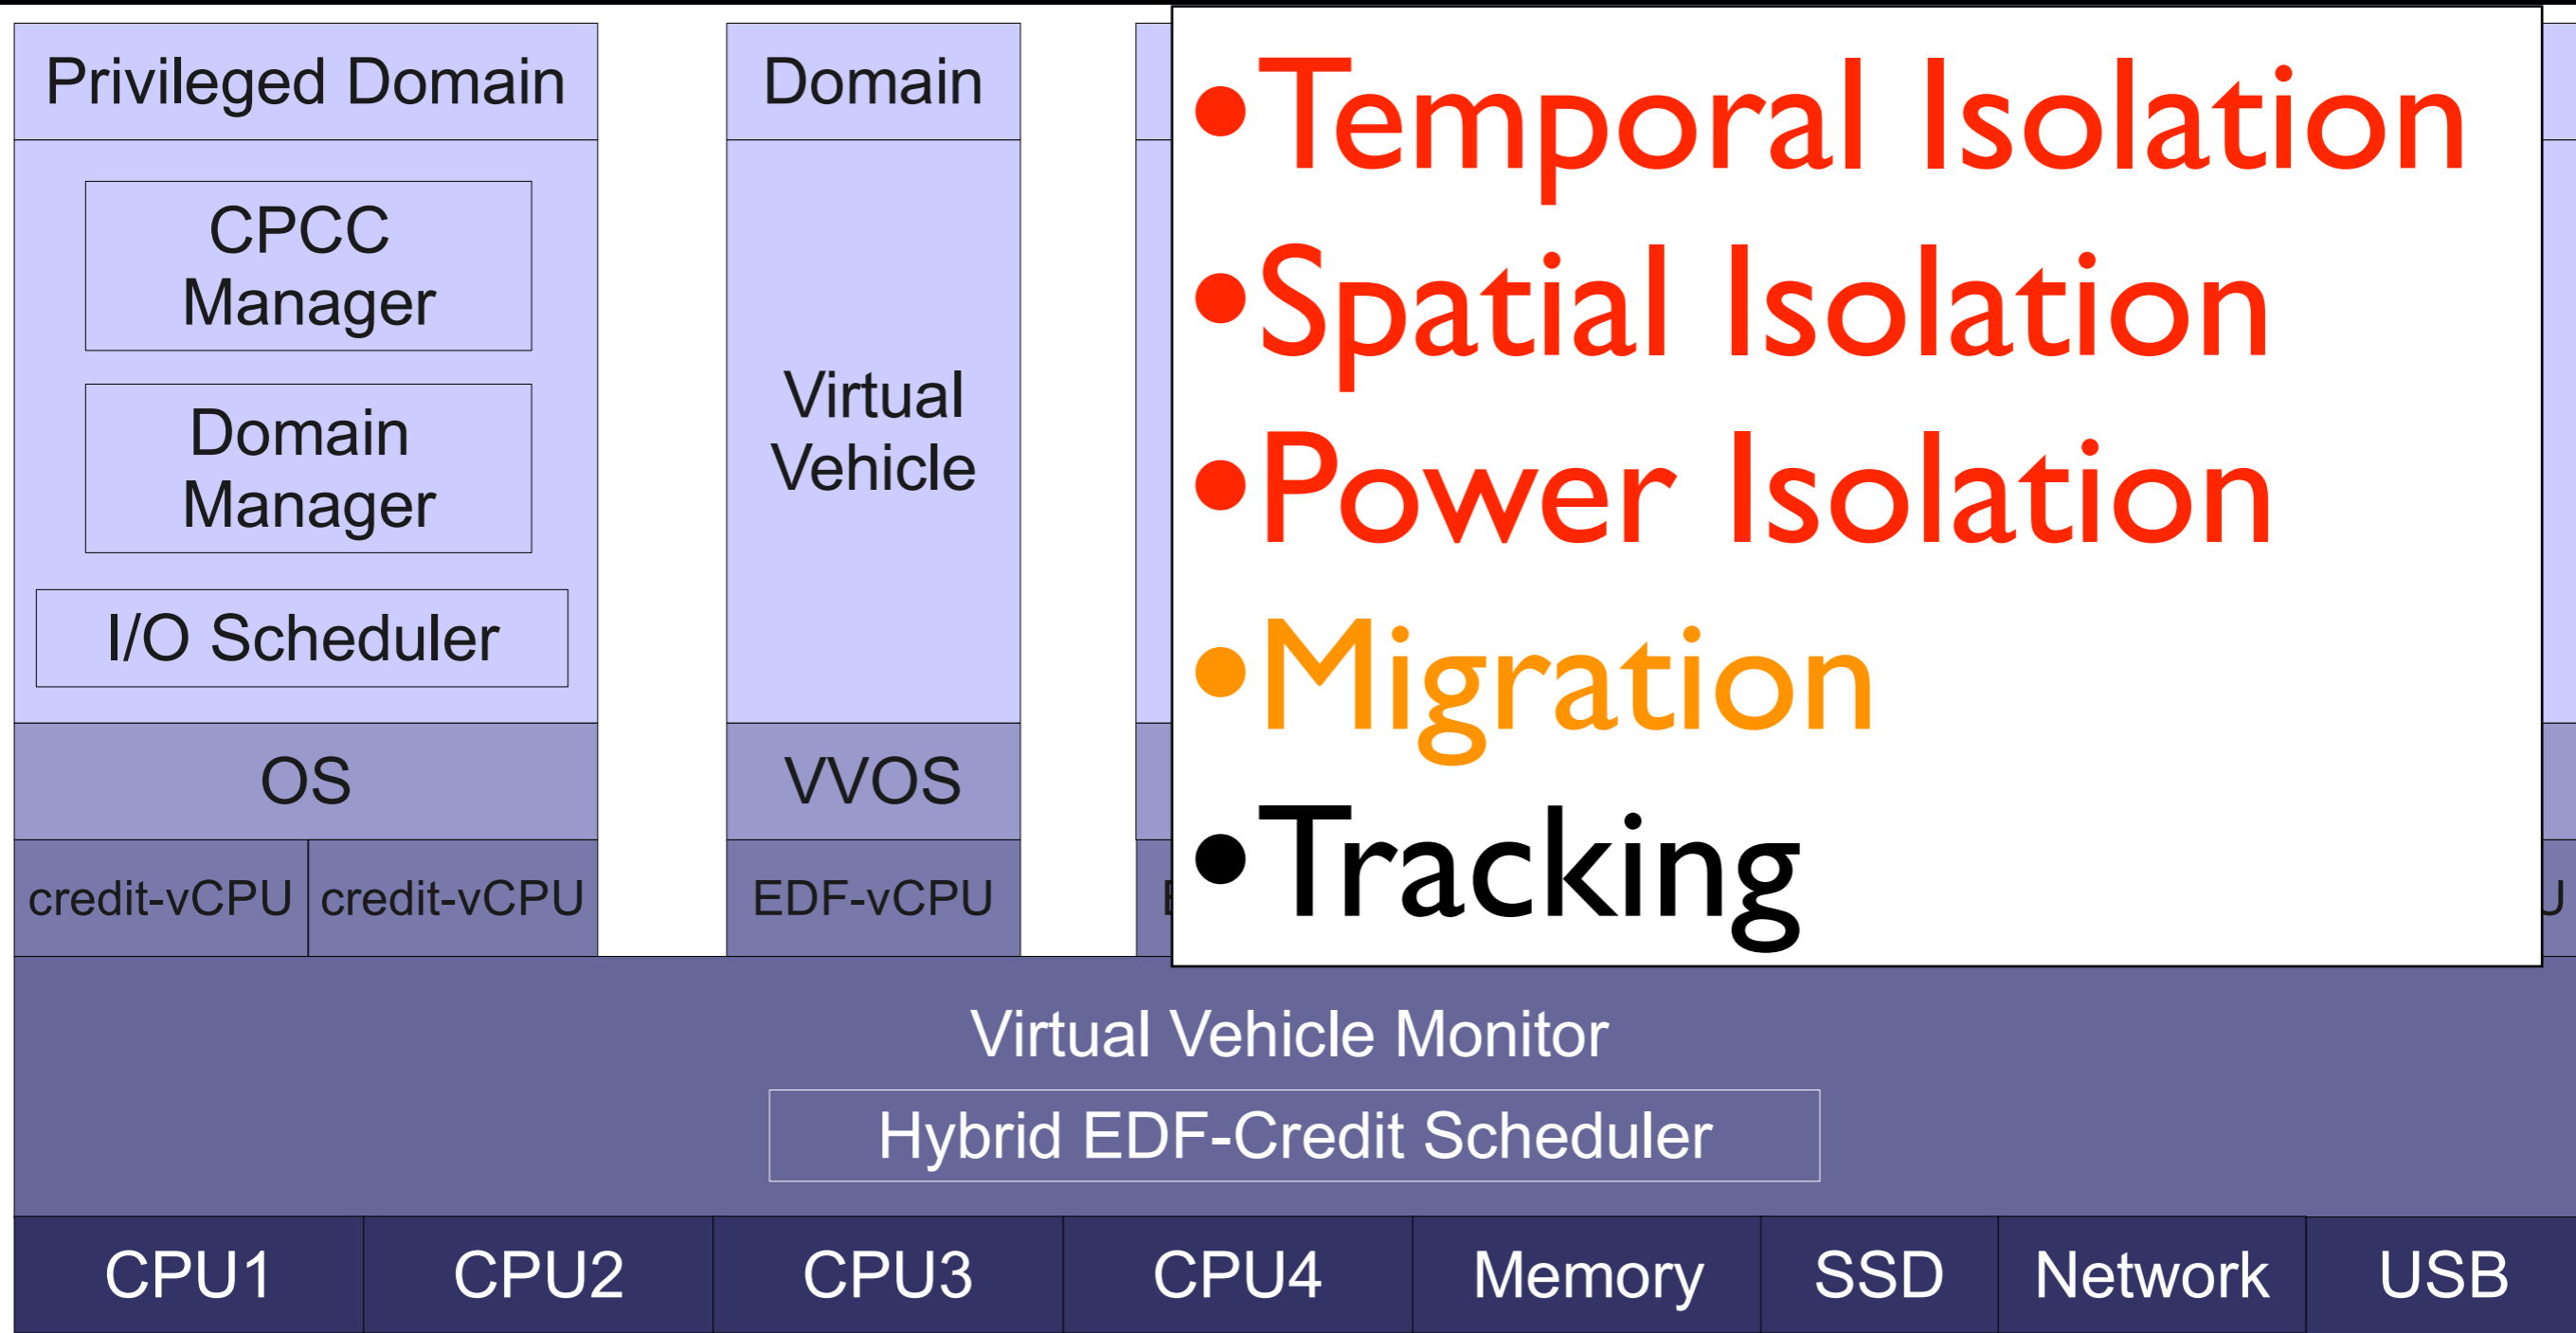 Privileged Domain
CPCC
Manager
Domain
Manager
I/O Scheduler
OS
credit-vCPU credit-vCPU
Domain
Virtual
Vehicle
VVOS
EDF-vCPU
•Temporal Isolation
•Spatial Isolation
•Power Isolation
•Migration
•Tracking
Virtual Vehicle Monitor
Hybrid EDF-Credit Scheduler
CPU1 CPU2 CPU3 CPU4 Memory SSD Network USB